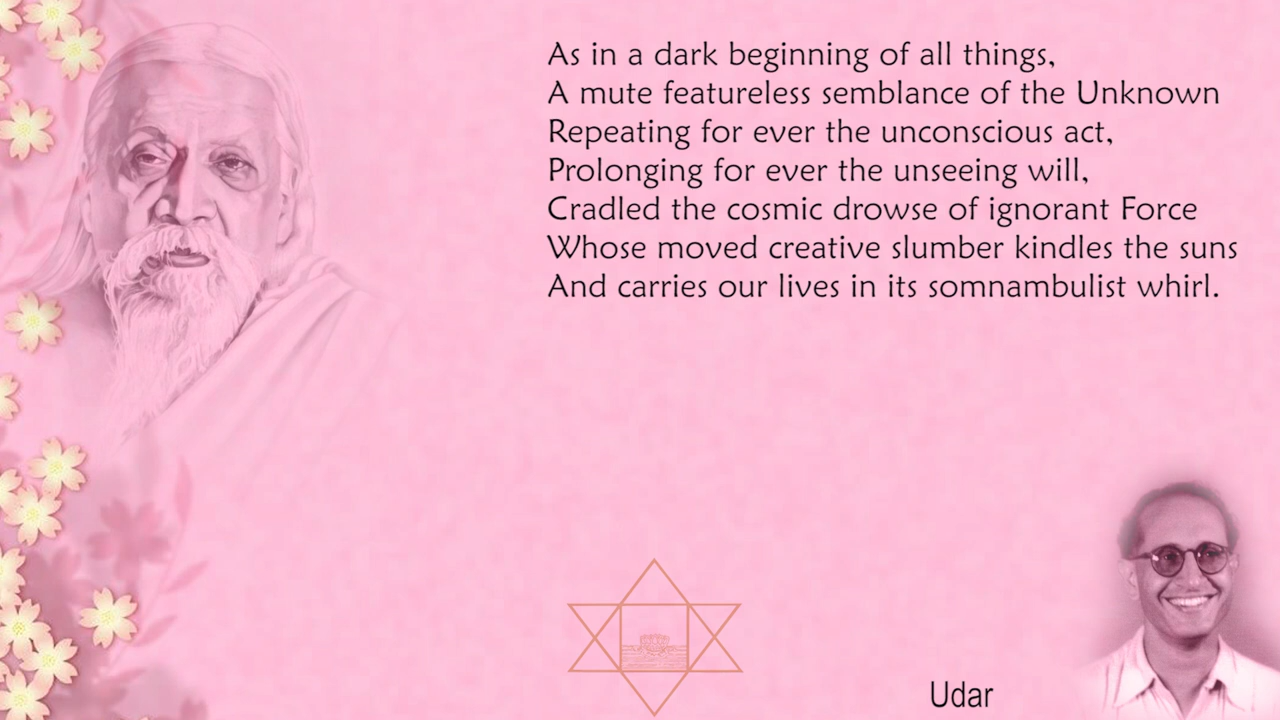 As in a dark beginning of all things,
A mute featureless semblance of the Unknown
Repeating for ever the unconscious act,
Prolonging for ever the unseeing will,
Cradled the cosmic drowse of ignorant Force
Whose moved creative slumber kindles the suns
And carries our lives in its somnambulist whirl.
Udar